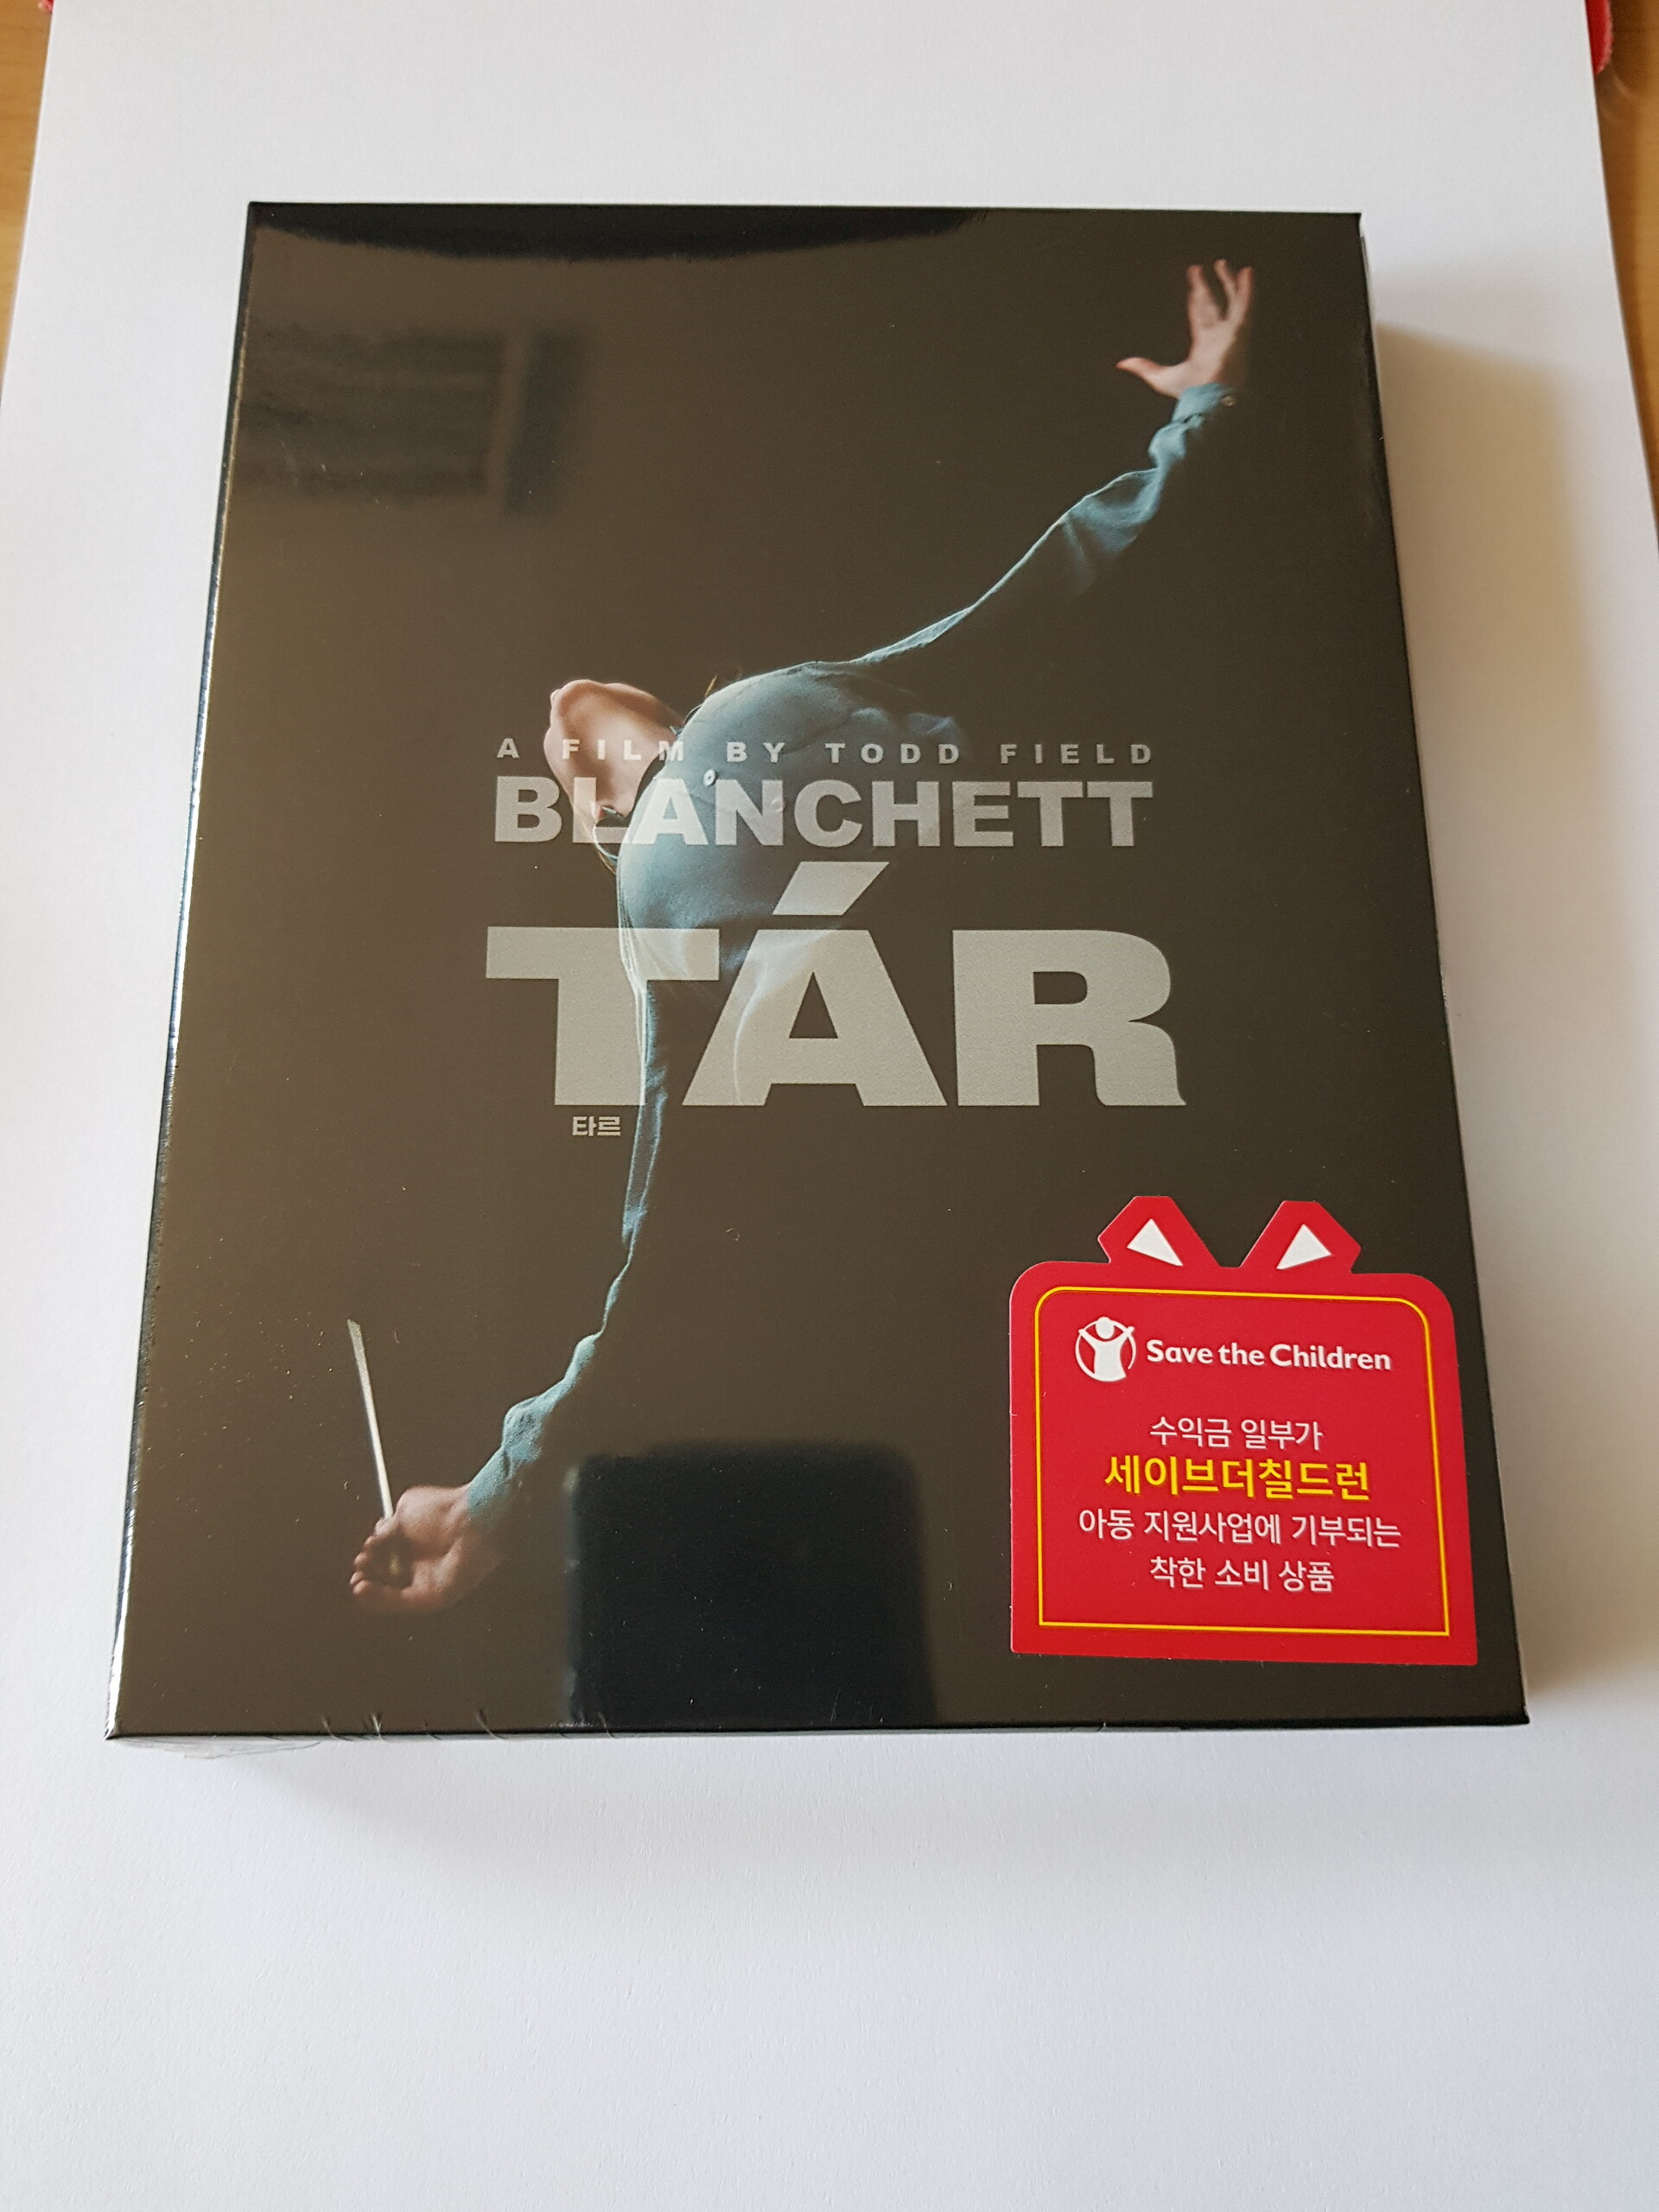 A FILM BY TODD FIELD
BLANCHETT
TÁR
타르
Save the Children
수익금 일부가
세이브더칠드런
아동 지원사업에 기부되는
착한 소비 상품